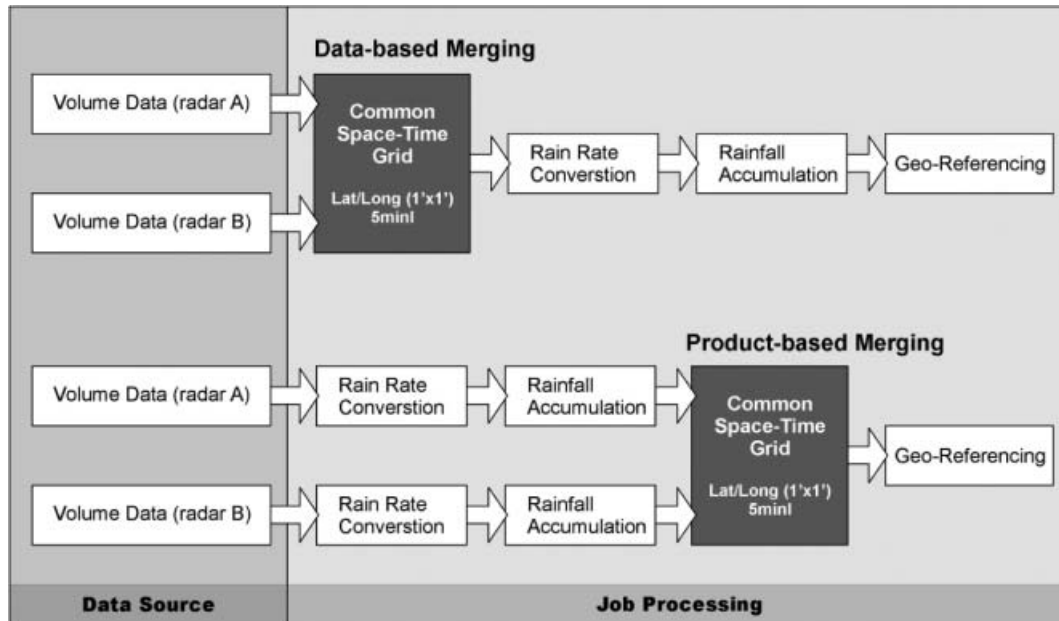 Data-based Merging
Volume Data (radar A)
Common
Space-Time
Grid
Lat/Long (1'x1')
5minl
Rain Rate
Converstion
Rainfall
Accumulation
Geo-Referencing
Volume Data (radar B)
Product-based Merging
Volume Data (radar A)
Rain Rate
Converstion
Rainfall
Accumulation
Common
Space-Time
Grid
Lat/Long (1'x1')
5minl
Geo-Referencing
Volume Data (radar B)
Rain Rate
Converstion
Rainfall
Accumulation
Data Source
Job Processing